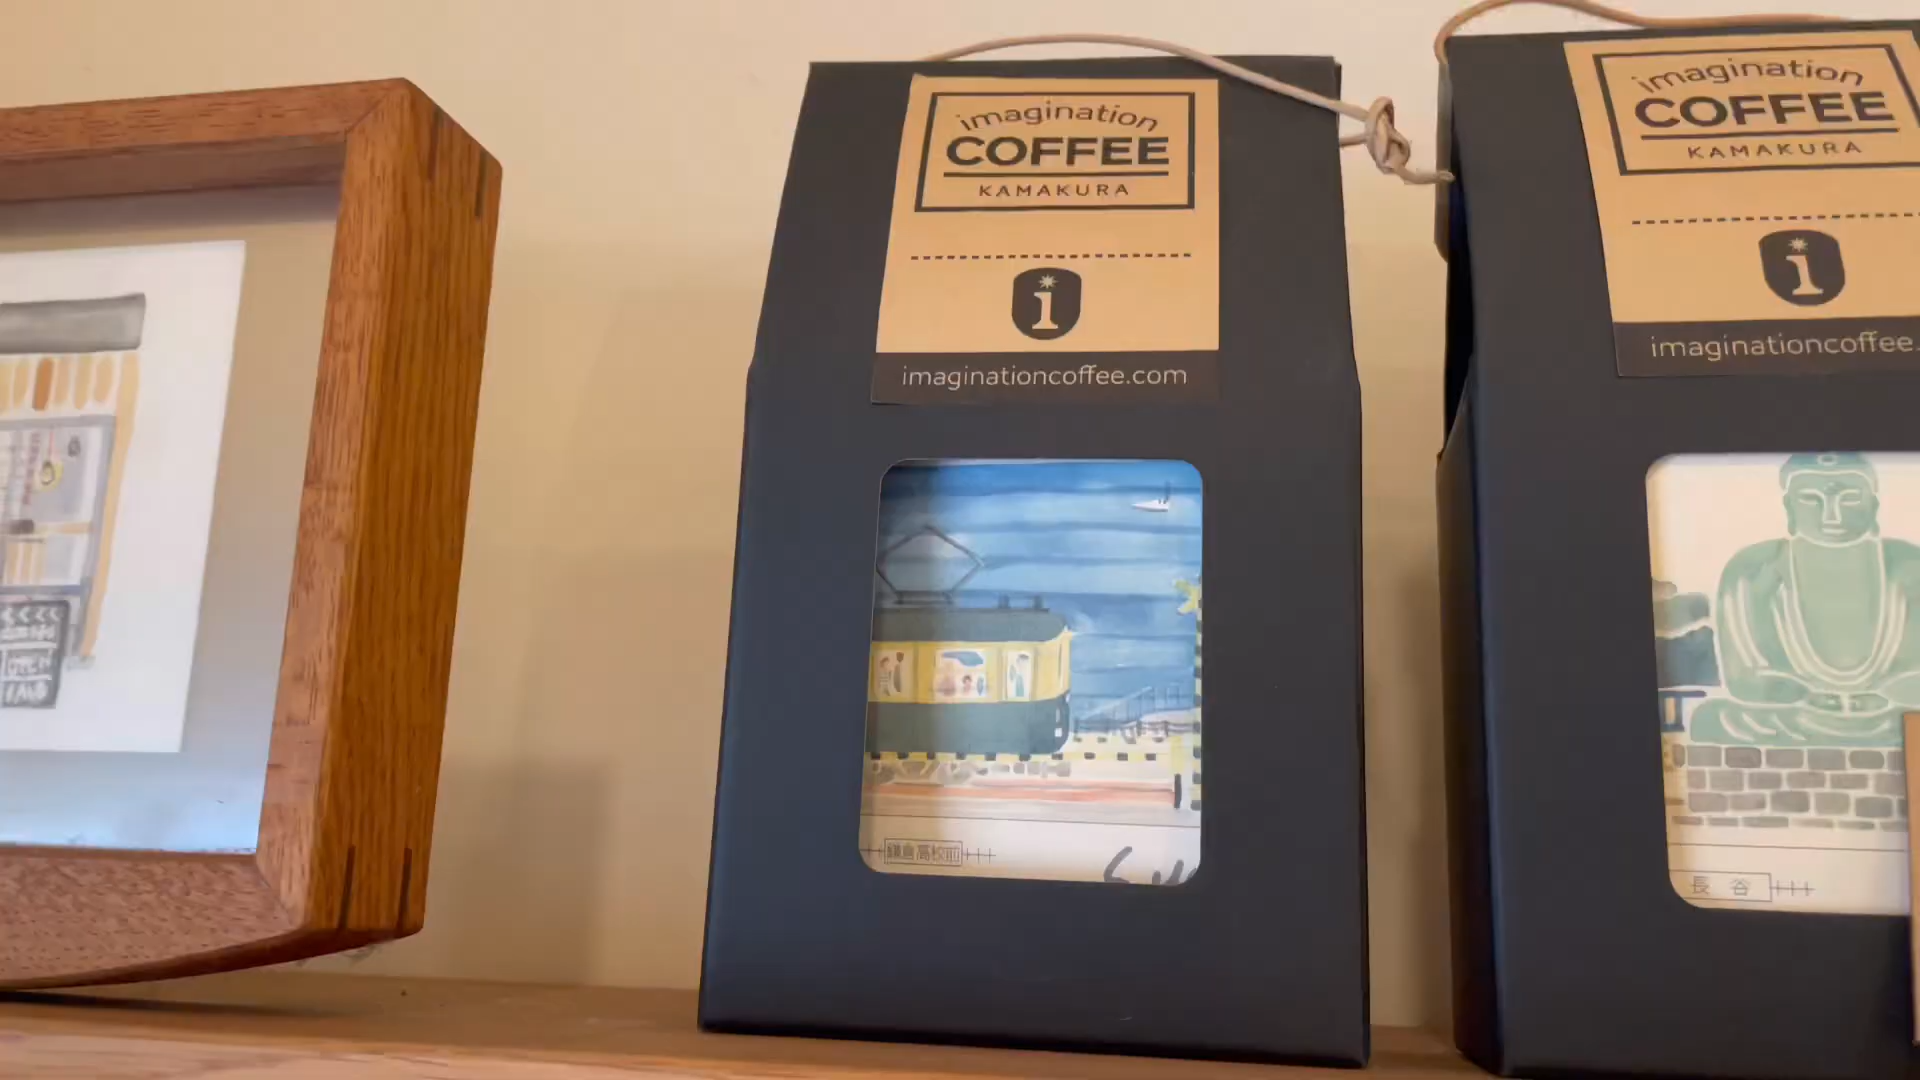 imagination
COFFEE
KAMAKURA
i
imaginationcoffee.com
鎌倉高校前
imagination
COFFEE
KAMAKURA
i
imaginationcoffee.
長谷